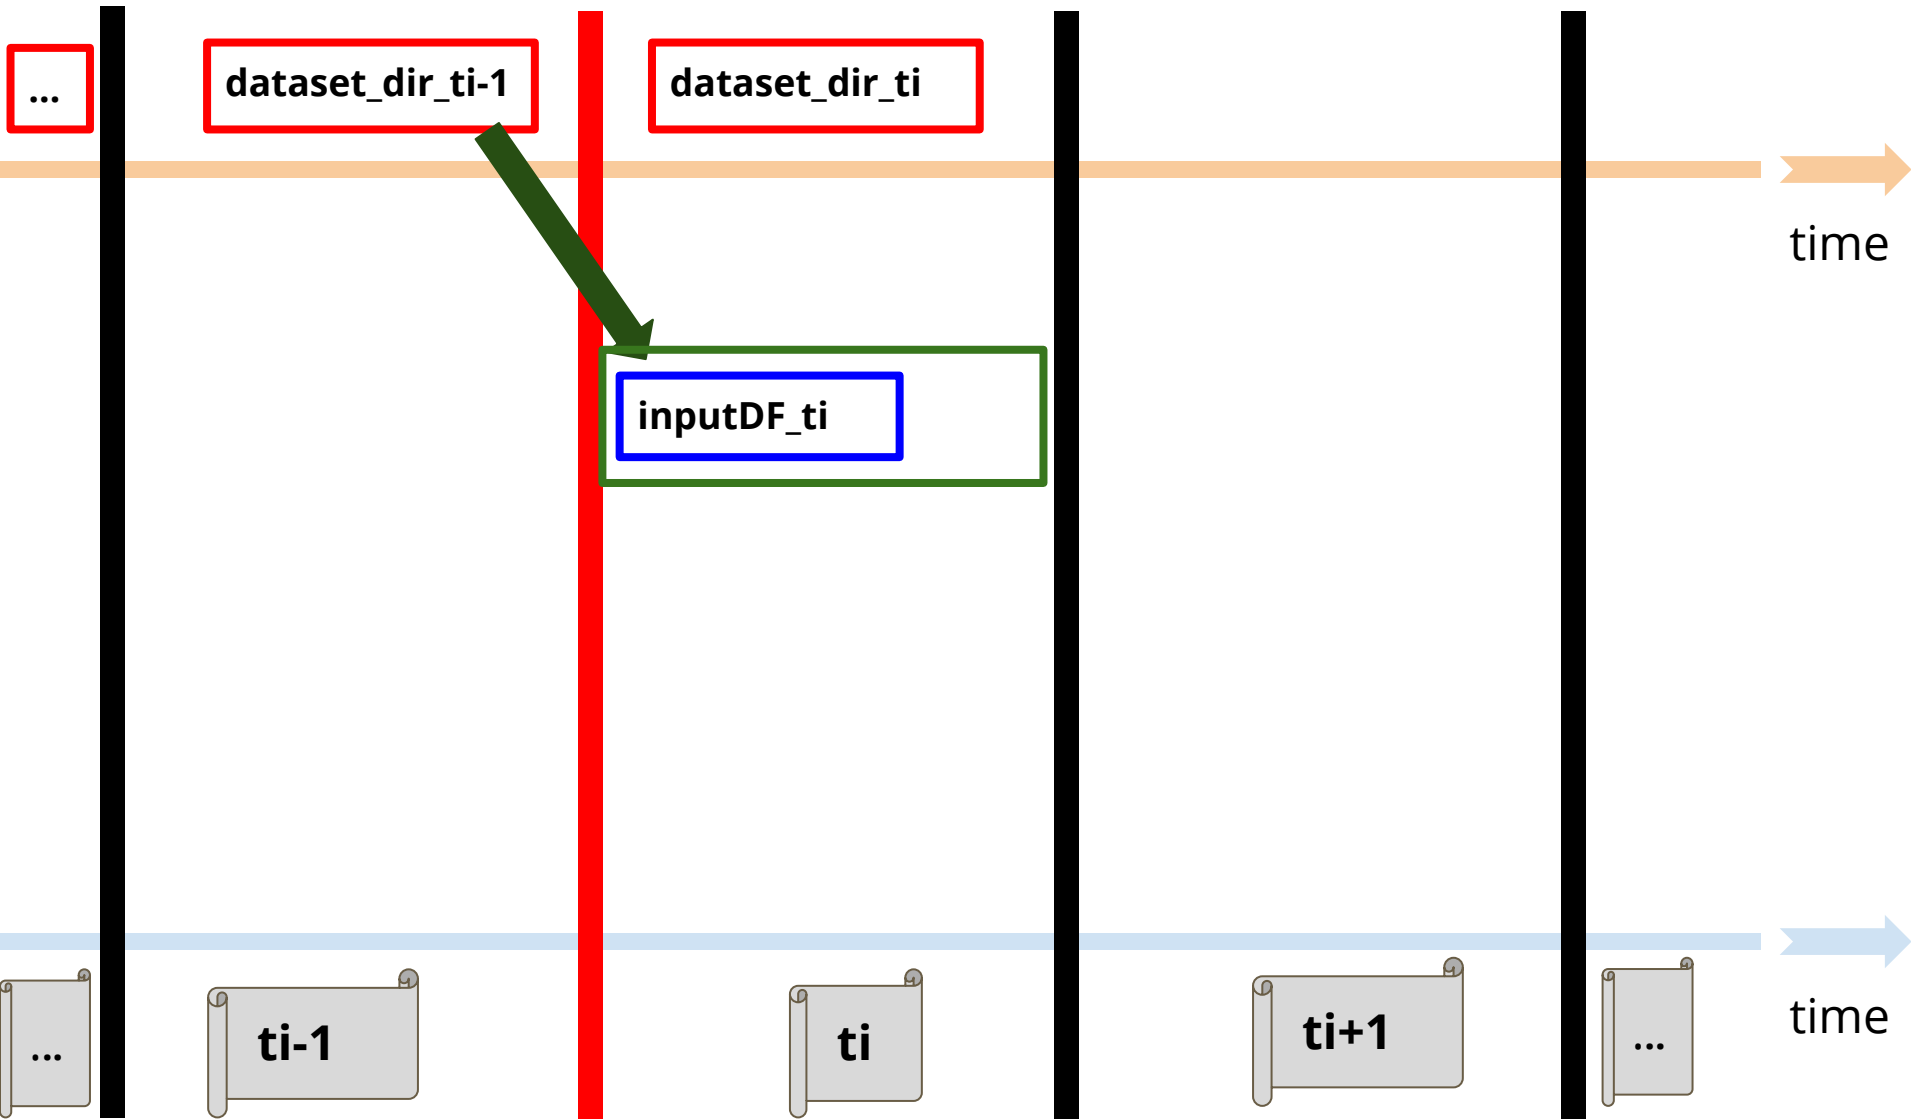 ...
dataset_dir_ti-1
dataset_dir_ti
time
inputDF_ti
...
ti-1
ti
ti+1
...
time